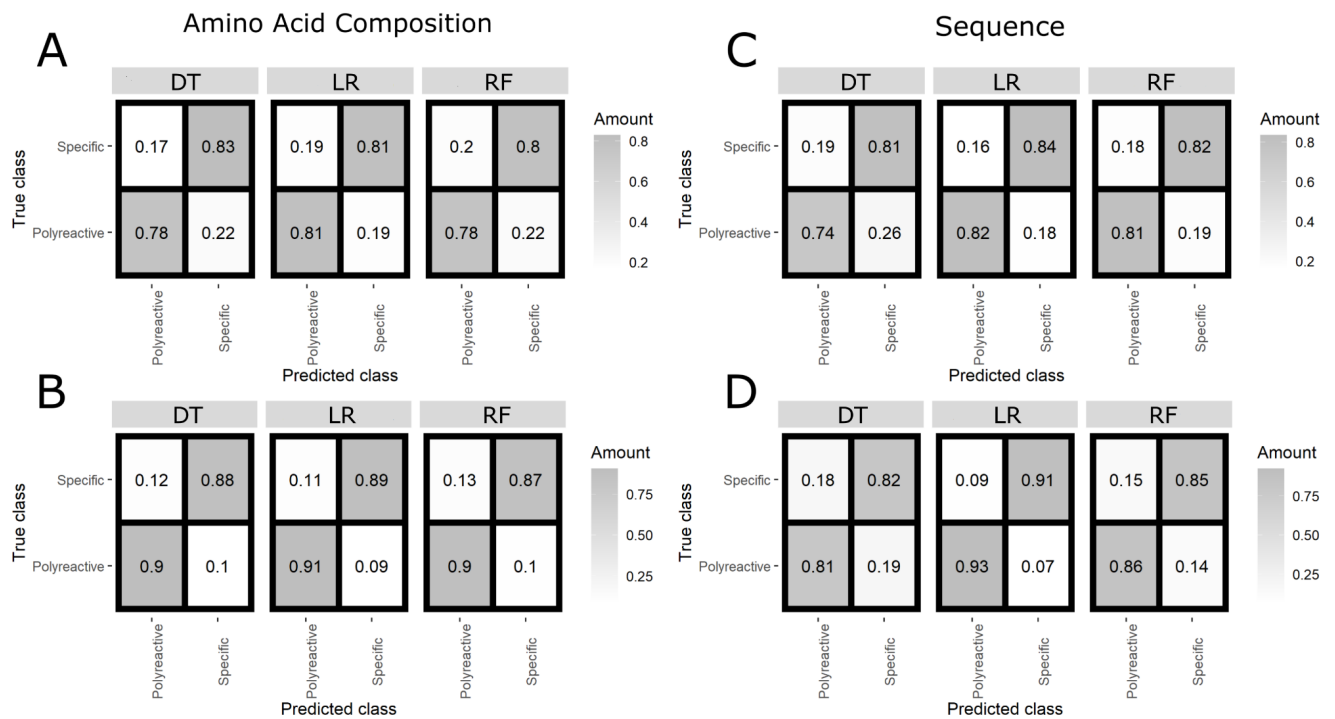 Amino Acid Composition
Sequence
A
DT LR RF
Specific
Polyreactive
True class
0.17 0.83 0.19 0.81 0.2 0.8
0.78 0.22 0.81 0.19 0.78 0.22
Polyreactive Specific Polyreactive Specific Polyreactive Specific
Predicted class
Amount
0.8
0.6
0.4
0.2
C
DT LR RF
Specific
Polyreactive
True class
0.19 0.81 0.16 0.84 0.18 0.82
0.74 0.26 0.82 0.18 0.81 0.19
Polyreactive Specific Polyreactive Specific Polyreactive Specific
Predicted class
Amount
0.8
0.6
0.4
0.2
B
DT LR RF
Specific
Polyreactive
True class
0.12 0.88 0.11 0.89 0.13 0.87
0.9 0.1 0.91 0.09 0.9 0.1
Polyreactive Specific Polyreactive Specific Polyreactive Specific
Predicted class
Amount
0.75
0.50
0.25
D
DT LR RF
Specific
Polyreactive
True class
0.18 0.82 0.09 0.91 0.15 0.85
0.81 0.19 0.93 0.07 0.86 0.14
Polyreactive Specific Polyreactive Specific Polyreactive Specific
Predicted class
Amount
0.75
0.50
0.25